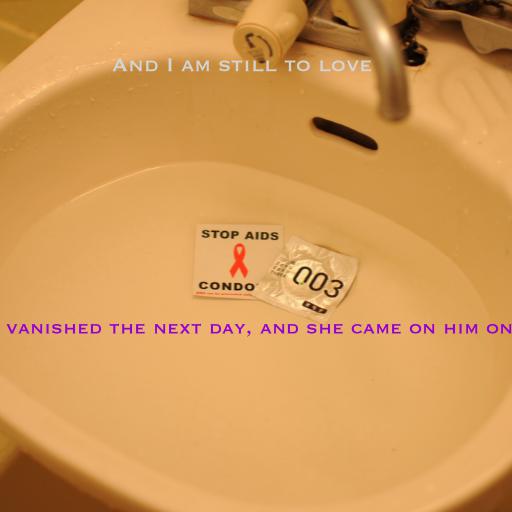 And I am still to love
STOP AIDS
CONDO
003
vanished the next day, and she came on him on